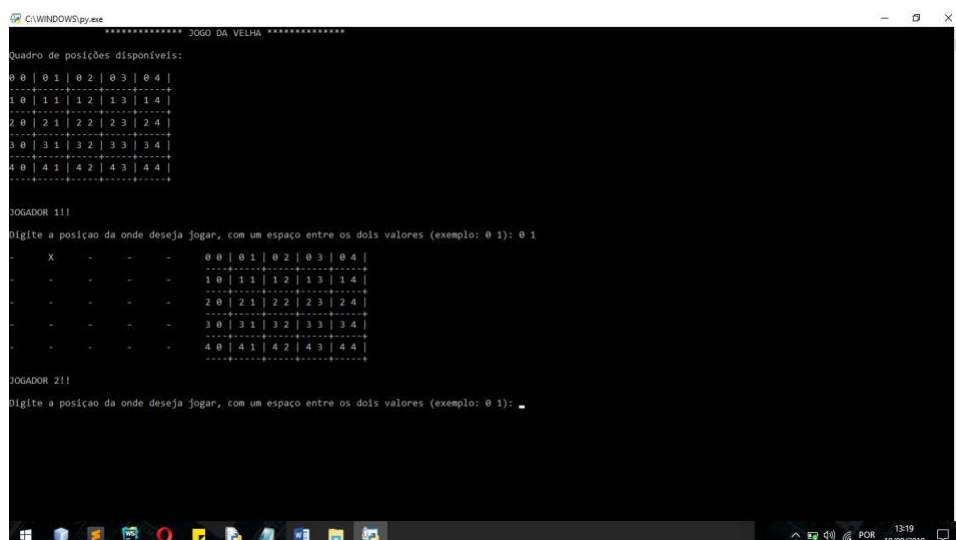 C:\WINDOWS\py.exe
************** JOGO DA VELHA **************
Quadro de posições disponíveis:
0 0 | 0 1 | 0 2 | 0 3 | 0 4 |
----+-----+-----+-----+-----+
1 0 | 1 1 | 1 2 | 1 3 | 1 4 |
----+-----+-----+-----+-----+
2 0 | 2 1 | 2 2 | 2 3 | 2 4 |
----+-----+-----+-----+-----+
3 0 | 3 1 | 3 2 | 3 3 | 3 4 |
----+-----+-----+-----+-----+
4 0 | 4 1 | 4 2 | 4 3 | 4 4 |
----+-----+-----+-----+-----+
JOGADOR 1!!
Digite a posiçao da onde deseja jogar, com um espaço entre os dois valores (exemplo: 0 1): 0 1
- X - - - 0 0 | 0 1 | 0 2 | 0 3 | 0 4 |
----+-----+-----+-----+-----+
- - - - - 1 0 | 1 1 | 1 2 | 1 3 | 1 4 |
----+-----+-----+-----+-----+
- - - - - 2 0 | 2 1 | 2 2 | 2 3 | 2 4 |
----+-----+-----+-----+-----+
- - - - - 3 0 | 3 1 | 3 2 | 3 3 | 3 4 |
----+-----+-----+-----+-----+
- - - - - 4 0 | 4 1 | 4 2 | 4 3 | 4 4 |
----+-----+-----+-----+-----+
JOGADOR 2!!
Digite a posiçao da onde deseja jogar, com um espaço entre os dois valores (exemplo: 0 1):
POR
13:19